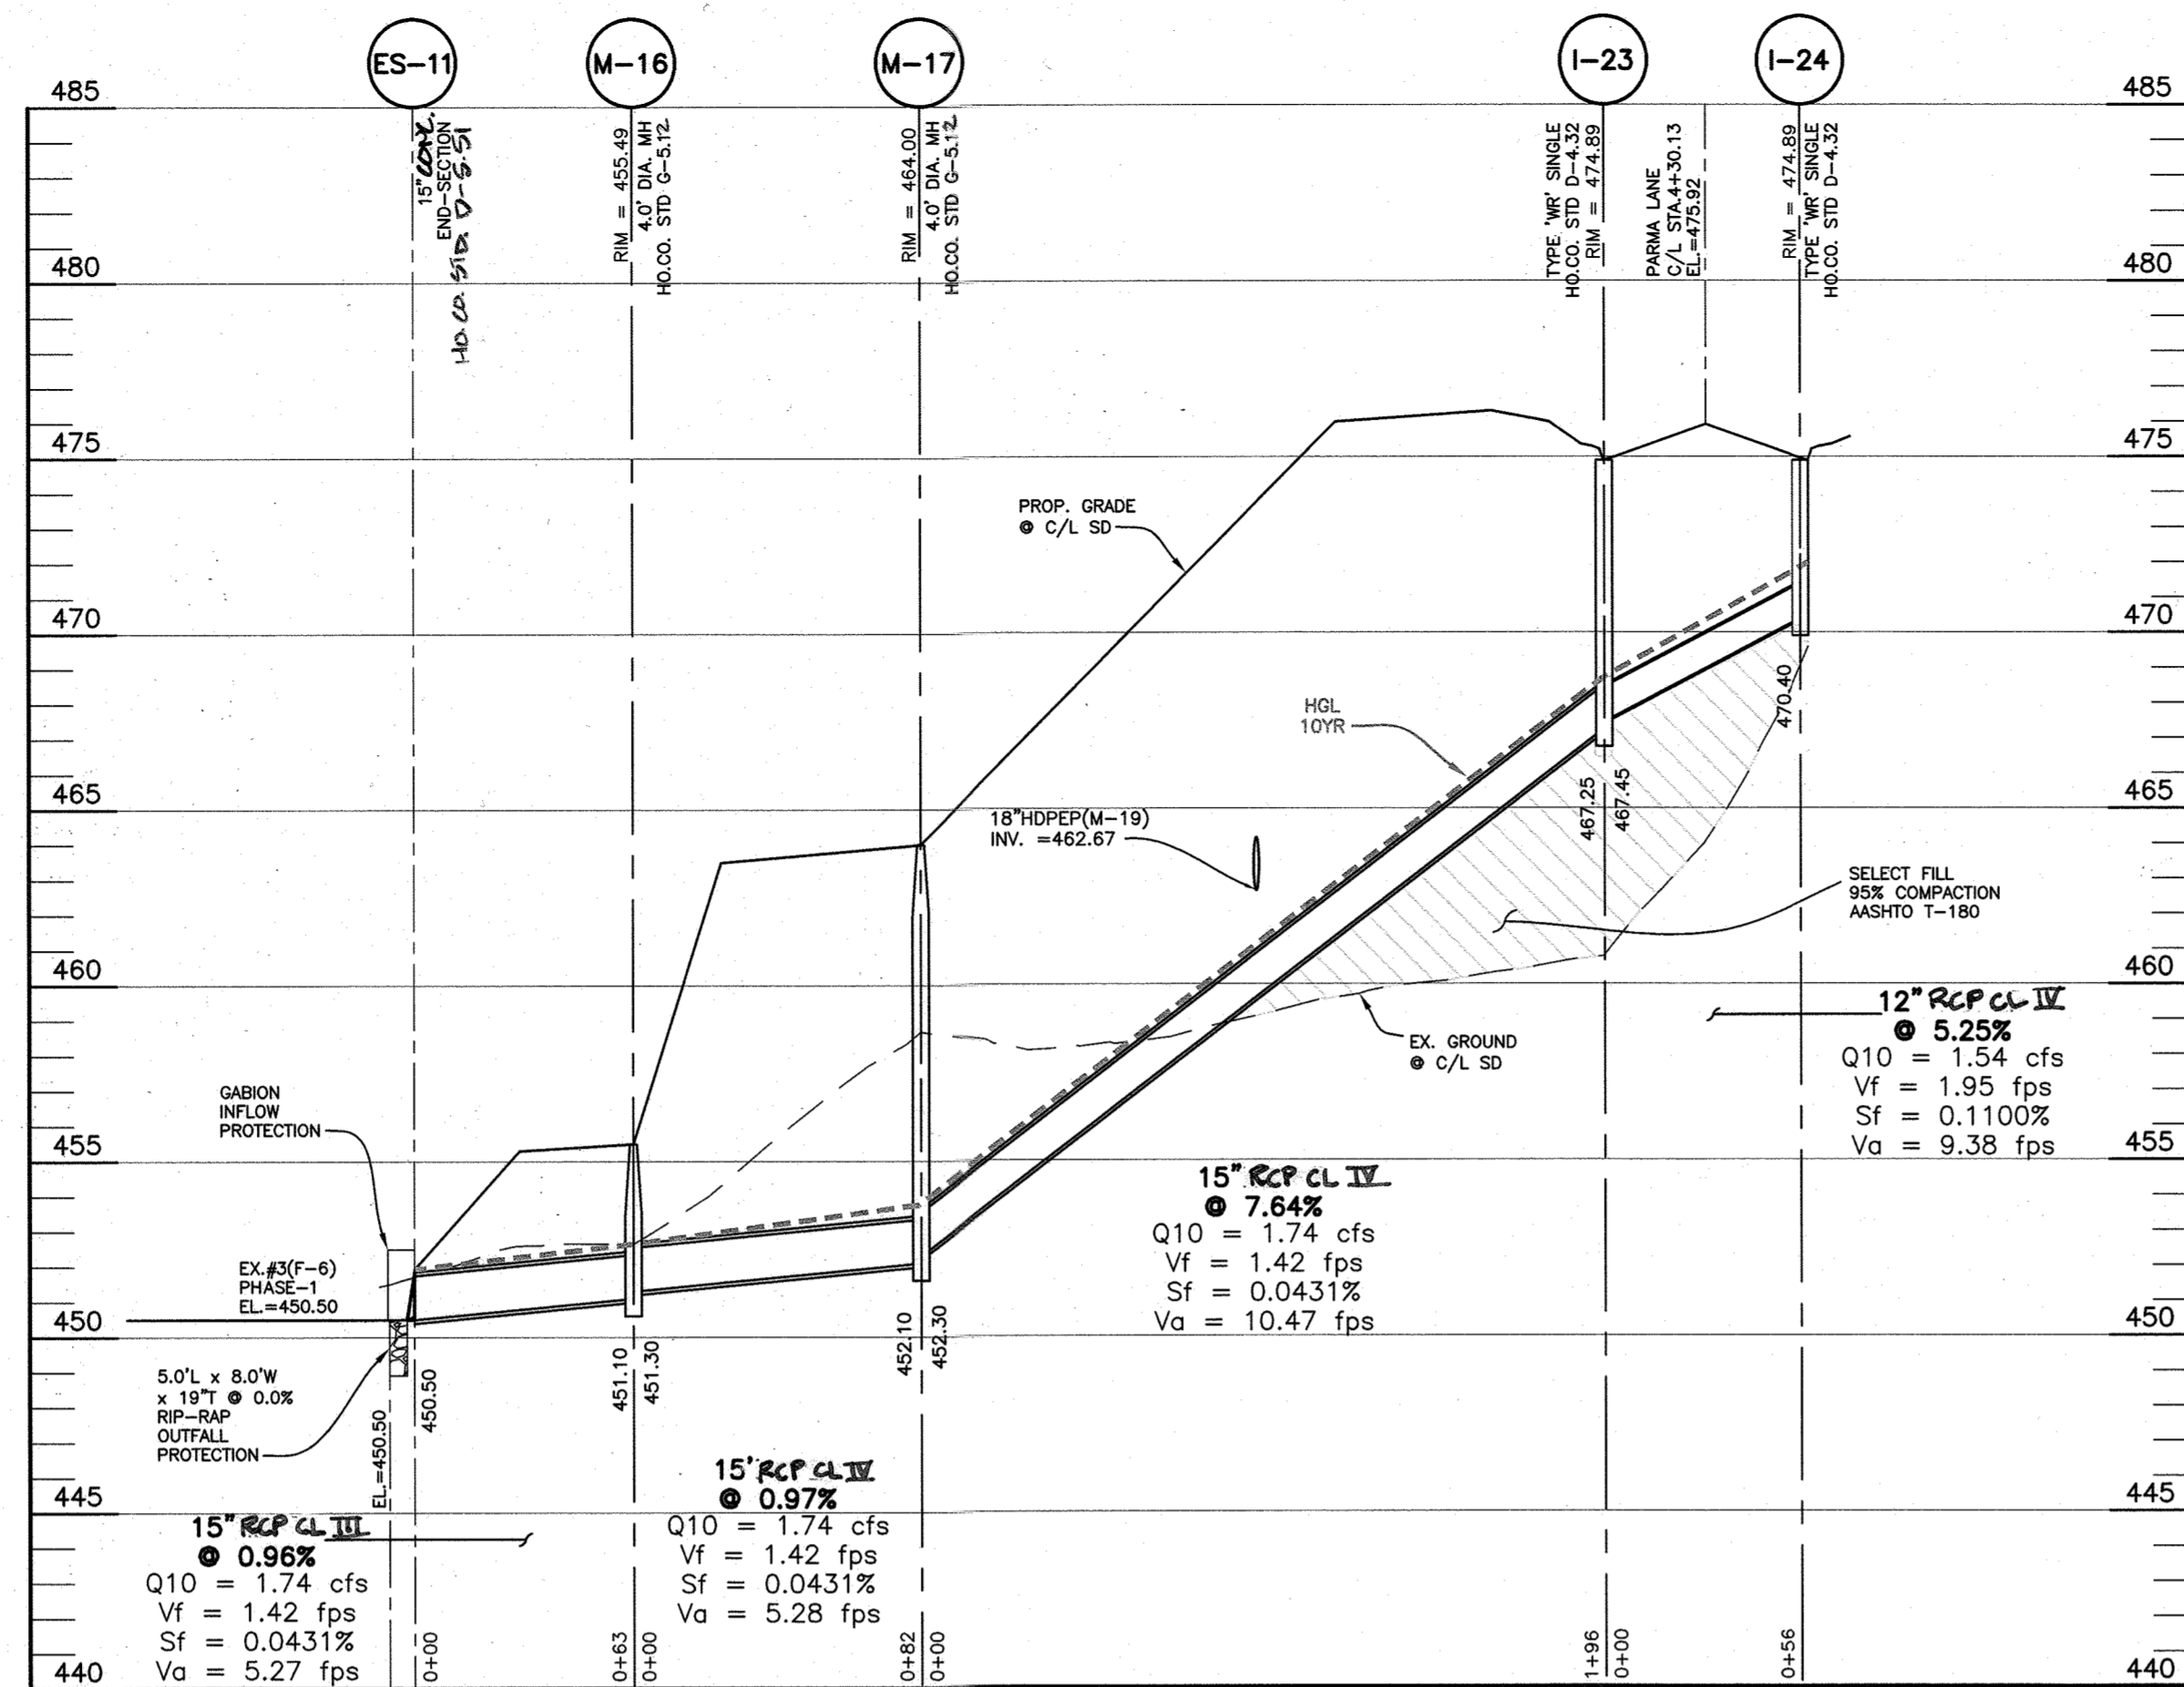 ES-11
M-16
M-17
I-23
I-24
485
485
480
480
475
475
470
470
465
465
460
460
455
455
450
450
445
445
440
440
15" CONC.
END-SECTION
HO.CO. STD. D-5.51
RIM = 455.49
4.0' DIA. MH
HO.CO. STD G-5.12
RIM = 464.00
4.0' DIA. MH
HO.CO. STD G-5.12
TYPE 'WR' SINGLE
HO.CO. STD D-4.32
RIM = 474.89
PARMA LANE
C/L STA.4+30.13
EL.=475.92
RIM = 474.89
TYPE 'WR' SINGLE
HO.CO. STD D-4.32
PROP. GRADE
@ C/L SD
HGL
10YR
18"HDPEP(M-19)
INV. =462.67
470.40
467.25
467.45
SELECT FILL
95% COMPACTION
AASHTO T-180
EX. GROUND
@ C/L SD
12" RCP CL IV
@ 5.25%
Q10 = 1.54 cfs
Vf = 1.95 fps
Sf = 0.1100%
Va = 9.38 fps
GABION
INFLOW
PROTECTION
EX.#3(F-6)
PHASE-1
EL.=450.50
15" RCP CL IV
@ 7.64%
Q10 = 1.74 cfs
Vf = 1.42 fps
Sf = 0.0431%
Va = 10.47 fps
5.0'L x 8.0'W
x 19"T @ 0.0%
RIP-RAP
OUTFALL
PROTECTION
EL.=450.50
450.50
451.10
451.30
452.10
452.30
15' RCP CL IV
@ 0.97%
Q10 = 1.74 cfs
Vf = 1.42 fps
Sf = 0.0431%
Va = 5.28 fps
15" RCP CL III
@ 0.96%
Q10 = 1.74 cfs
Vf = 1.42 fps
Sf = 0.0431%
Va = 5.27 fps
0+00
0+63
0+00
0+82
0+00
1+96
0+00
0+56